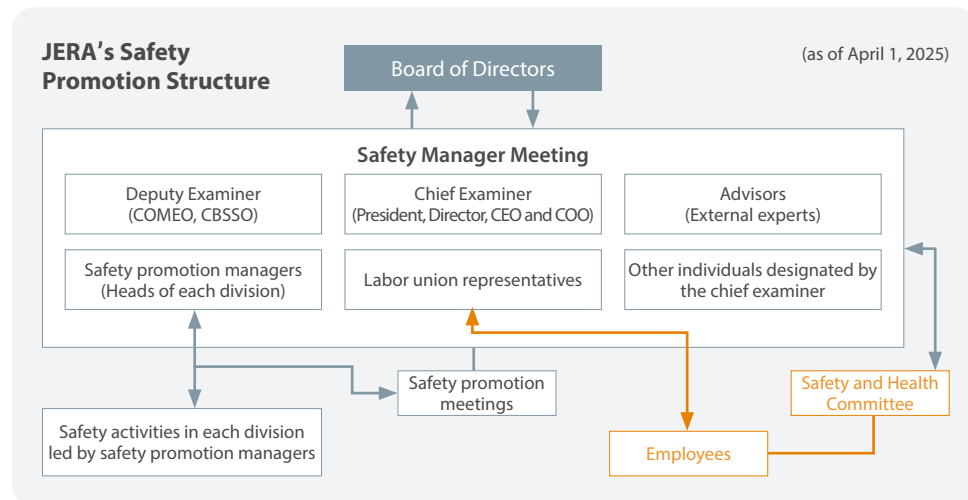 JERA's Safety
Promotion Structure
(as of April 1, 2025)
Board of Directors
Safety Manager Meeting
Deputy Examiner
(COMEO, CBSSO)
Chief Examiner
(President, Director, CEO and COO)
Advisors
(External experts)
Safety promotion managers
(Heads of each division)
Labor union representatives
Other individuals designated by
the chief examiner
Safety promotion
meetings
Safety and Health
Committee
Safety activities in each division
led by safety promotion managers
Employees